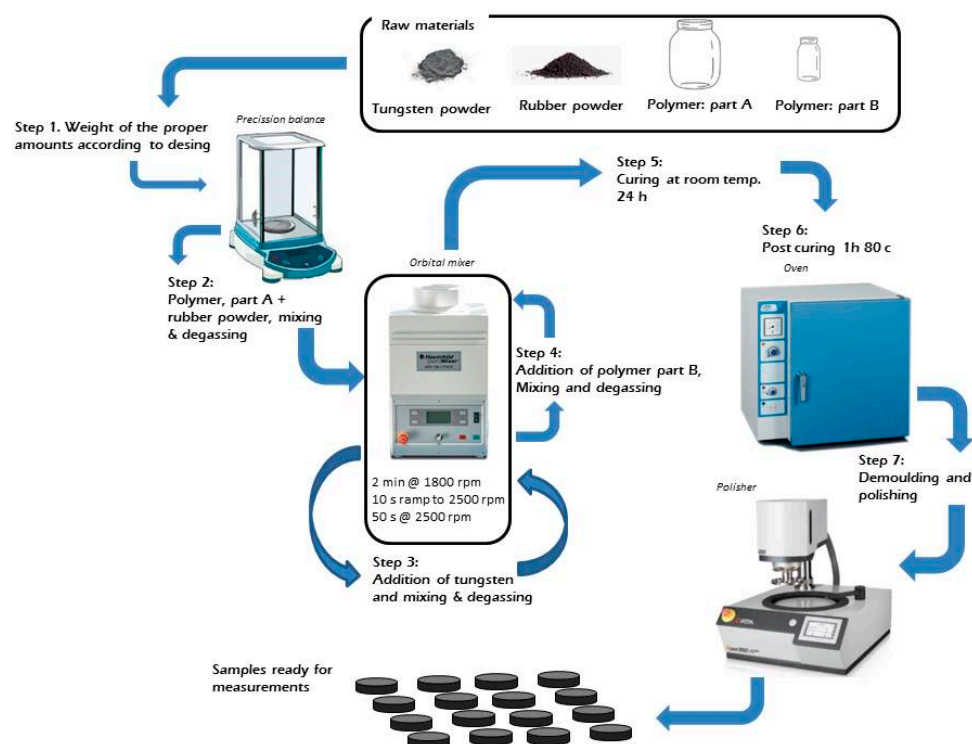 Raw materials
Tungsten powder
Rubber powder
Polymer: part A
Polymer: part B
Step 1. Weight of the proper
amounts according to desing
Precission balance
Step 2:
Polymer, part A +
rubber powder, mixing
& degassing
Orbital mixer
2 min @ 1800 rpm
10 s ramp to 2500 rpm
50 s @ 2500 rpm
Step 3:
Addition of tungsten
and mixing & degassing
Step 4:
Addition of polymer part B,
Mixing and degassing
Step 5:
Curing at room temp.
24 h
Step 6:
Post curing 1h 80 c
Oven
Step 7:
Demoulding and
polishing
Polisher
Samples ready for
measurements